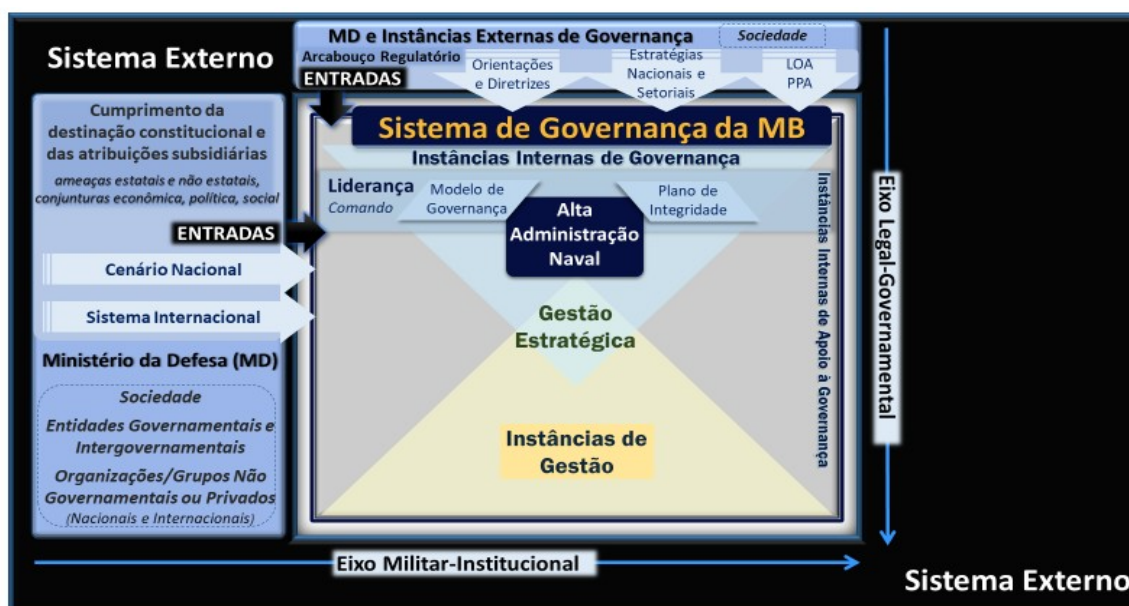 Sistema Externo
MD e Instâncias Externas de Governança
Sociedade
Arcabouço Regulatório
ENTRADAS
Orientações
e Diretrizes
Estratégias
Nacionais e
Setoriais
LOA
PPA
Cumprimento da
destinação constitucional e
das atribuições subsidiárias
ameaças estatais e não estatais,
conjunturas econômica, política, social
ENTRADAS
Cenário Nacional
Sistema Internacional
Ministério da Defesa (MD)
Sociedade
Entidades Governamentais e
Intergovernamentais
Organizações/Grupos Não
Governamentais ou Privados
(Nacionais e Internacionais)
Sistema de Governança da MB
Instâncias Internas de Governança
Liderança
Comando
Modelo de
Governança
Alta
Administração
Naval
Plano de
Integridade
Gestão
Estratégica
Instâncias de
Gestão
Instâncias Internas de Apoio à Governança
Eixo Legal-Governamental
Eixo Militar-Institucional
Sistema Externo